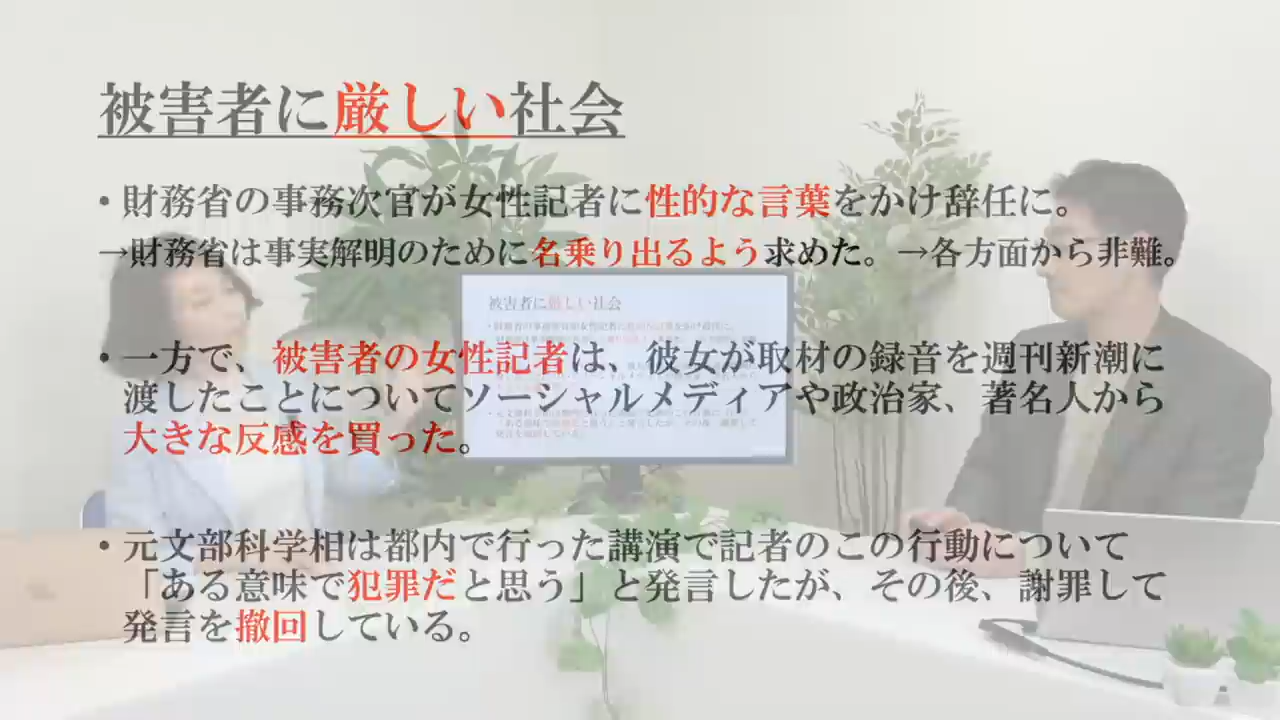 被害者に厳しい社会
・財務省の事務次官が女性記者に性的な言葉をかけ辞任に。
→財務省は事実解明のために名乗り出るよう求めた。→各方面から非難。
・一方で、被害者の女性記者は、彼女が取材の録音を週刊新潮に
渡したことについてソーシャルメディアや政治家、著名人から
大きな反感を買った。
・元文部科学相は都内で行った講演で記者のこの行動について
「ある意味で犯罪だと思う」と発言したが、その後、謝罪して
発言を撤回している。
被害者に厳しい社会